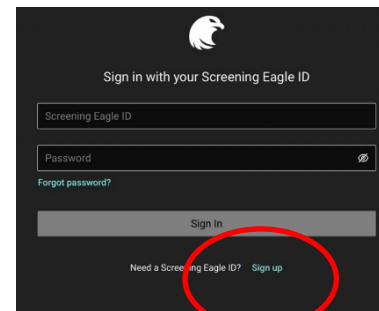 Sign in with your Screening Eagle ID
Screening Eagle ID
Password
Forgot password?
Sign In
Need a Screening Eagle ID? Sign up